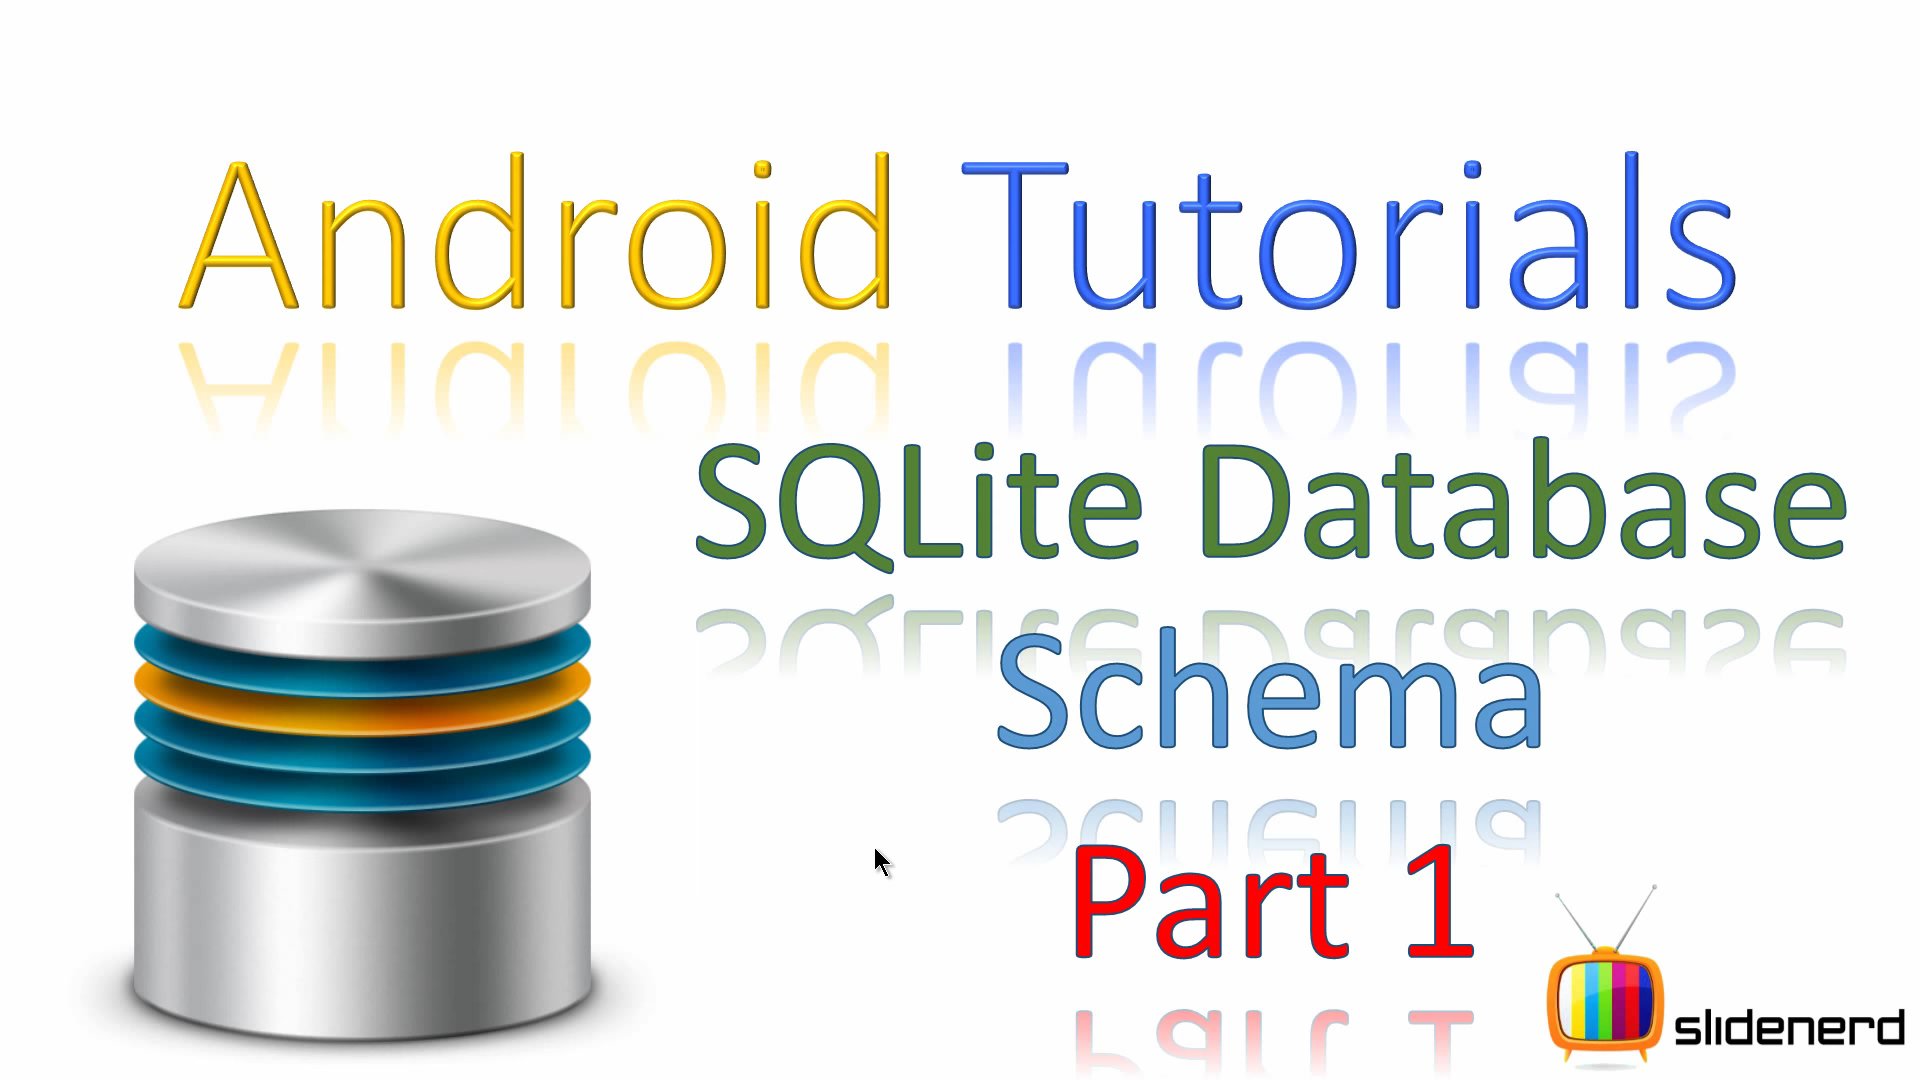 Android Tutorials
SQLite Database
Schema
Part 1
slidenerd